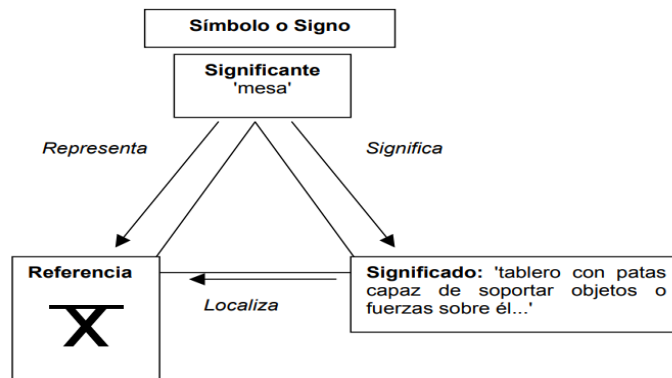 Símbolo o Signo
Significante
'mesa'
Representa
Significa
Referencia
Localiza
Significado: 'tablero con patas
capaz de soportar objetos o
fuerzas sobre él...'